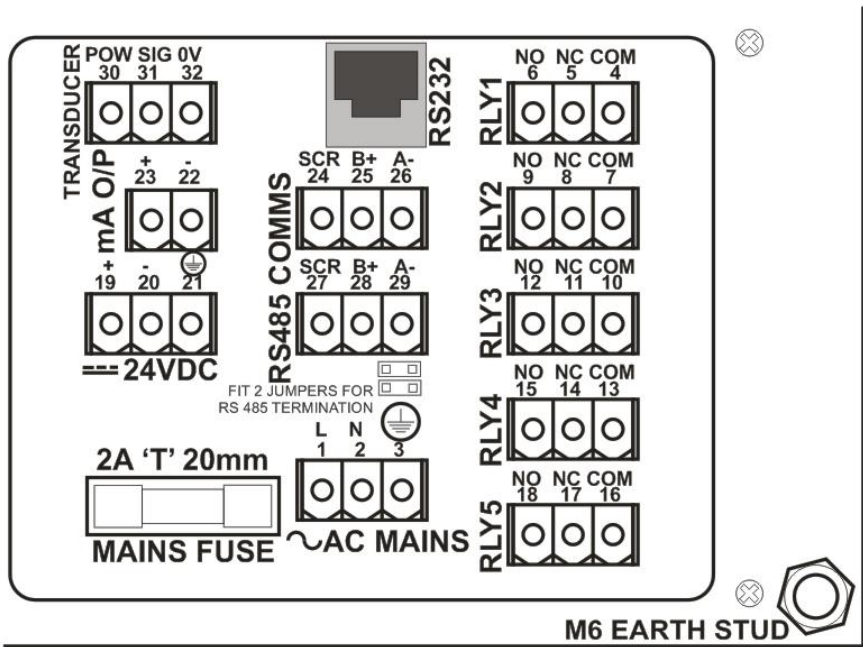 TRANSDUCER
POW SIG 0V
30 31 32
mA O/P
+ -
23 22
+ -
19 20 21
24VDC
RS232
RS485 COMMS
SCR B+ A-
24 25 26
SCR B+ A-
27 28 29
FIT 2 JUMPERS FOR
RS 485 TERMINATION
L N
1 2 3
AC MAINS
2A ‘T’ 20mm
MAINS FUSE
RLY1
NO NC COM
6 5 4
RLY2
NO NC COM
9 8 7
RLY3
NO NC COM
12 11 10
RLY4
NO NC COM
15 14 13
RLY5
NO NC COM
18 17 16
M6 EARTH STUD